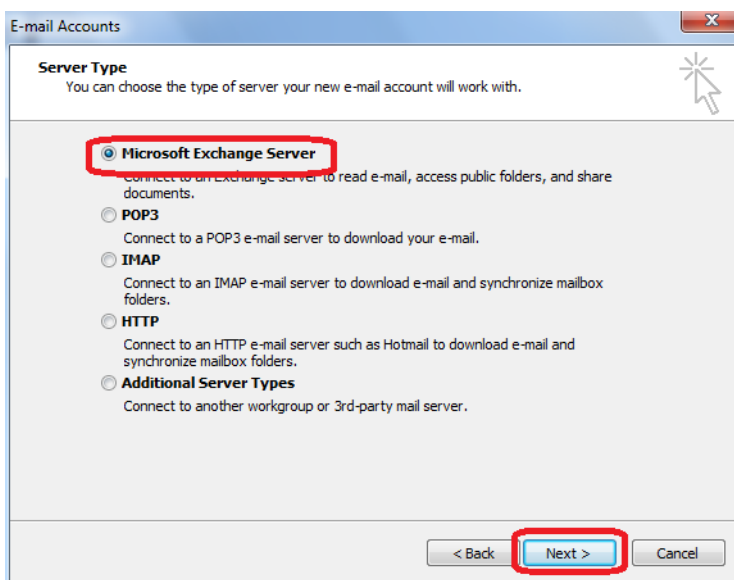 E-mail Accounts
X
Server Type
You can choose the type of server your new e-mail account will work with.
Microsoft Exchange Server
Connect to an Exchange server to read e-mail, access public folders, and share
documents.
POP3
Connect to a POP3 e-mail server to download your e-mail.
IMAP
Connect to an IMAP e-mail server to download e-mail and synchronize mailbox
folders.
HTTP
Connect to an HTTP e-mail server such as Hotmail to download e-mail and
synchronize mailbox folders.
Additional Server Types
Connect to another workgroup or 3rd-party mail server.
< Back Next > Cancel